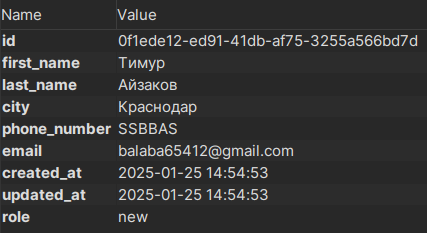 Name Value
id 0f1ede12-ed91-41db-af75-3255a566bd7d
first_name Тимур
last_name Айзаков
city Краснодар
phone_number SSBBAS
email balaba65412@gmail.com
created_at 2025-01-25 14:54:53
updated_at 2025-01-25 14:54:53
role new